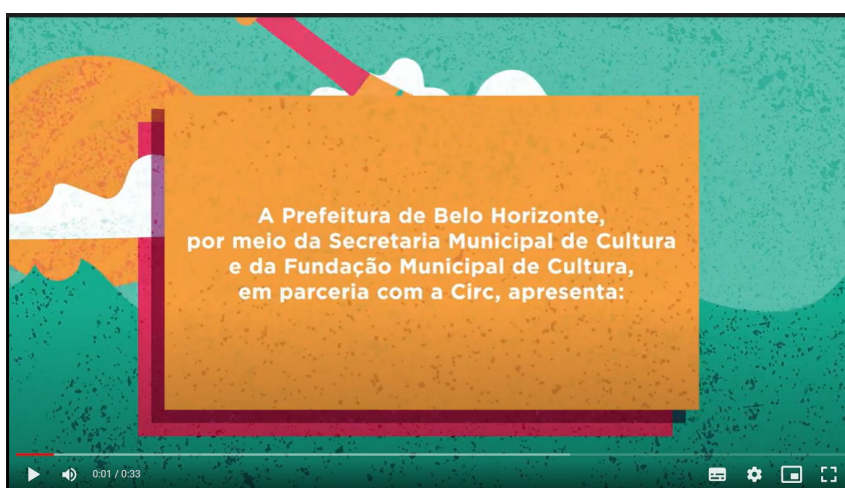 A Prefeitura de Belo Horizonte,
por meio da Secretaria Municipal de Cultura
e da Fundação Municipal de Cultura,
em parceria com a Circ, apresenta:
0:01 / 0:33